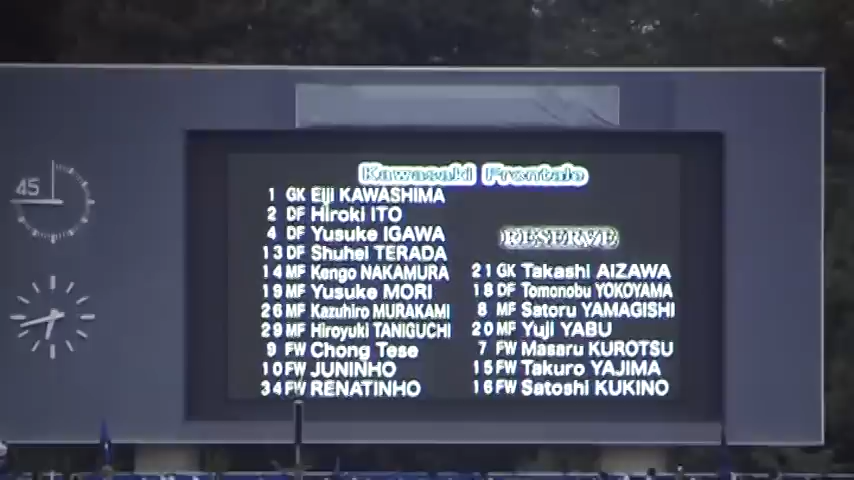 45
Kawasaki Frontale
1 GK Eiji KAWASHIMA
2 DF Hiroki ITO
4 DF Yusuke IGAWA
13 DF Shuhei TERADA
14 MF Kengo NAKAMURA
19 MF Yusuke MORI
26 MF Kazuhiro MURAKAMI
29 MF Hiroyuki TANIGUCHI
9 FW Chong Tese
10 FW JUNINHO
34 FW RENATINHO
RESERVE
21 GK Takashi AIZAWA
18 DF Tomonobu YOKOYAMA
8 MF Satoru YAMAGISHI
20 MF Yuji YABU
7 FW Masaru KUROTSU
15 FW Takuro YAJIMA
16 FW Satoshi KUKINO